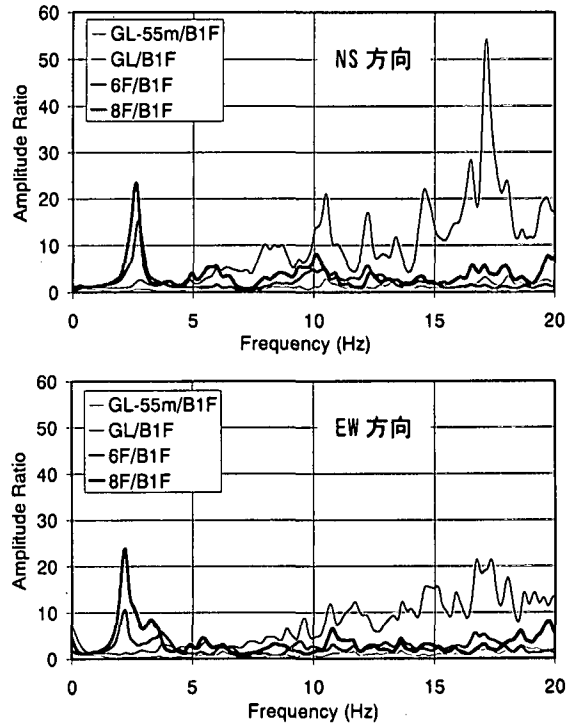 60
50
40
30
20
10
0
Amplitude Ratio
GL-55m/B1F
GL/B1F
6F/B1F
8F/B1F
NS 方向
0 5 10 15 20
Frequency (Hz)
60
50
40
30
20
10
0
Amplitude Ratio
GL-55m/B1F
GL/B1F
6F/B1F
8F/B1F
EW 方向
0 5 10 15 20
Frequency (Hz)